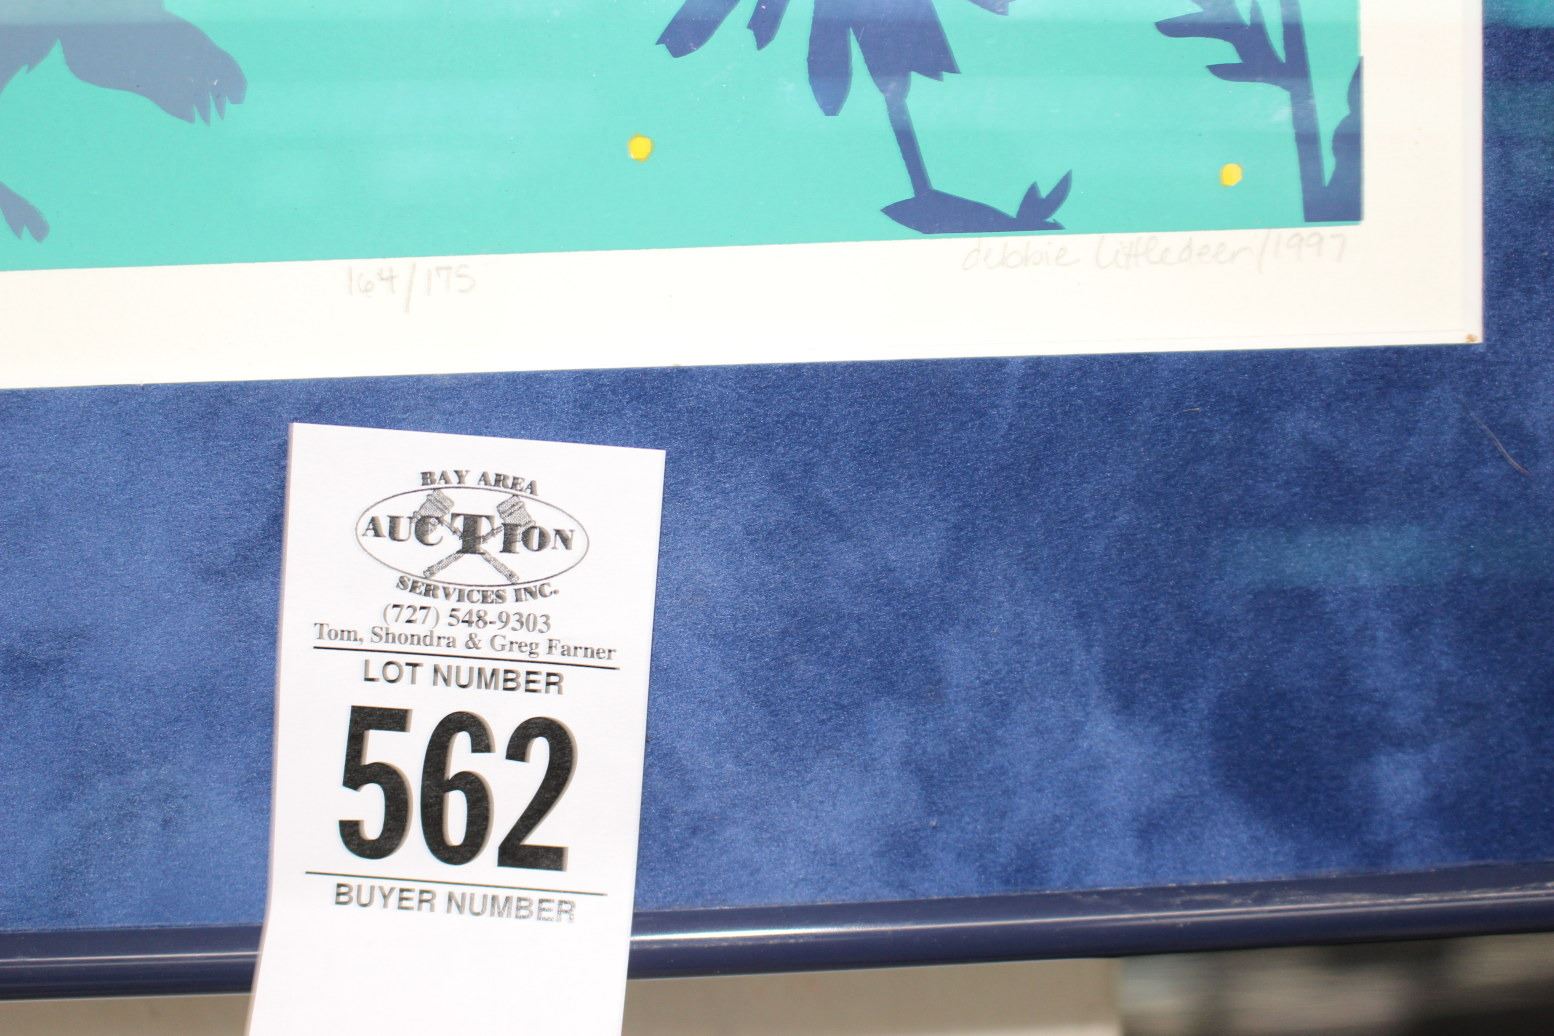 164/175
debbie Littledeer/1997
BAY AREA
AUCTION
SERVICES INC.
(727) 548-9303
Tom, Shondra & Greg Farner
LOT NUMBER
562
BUYER NUMBER